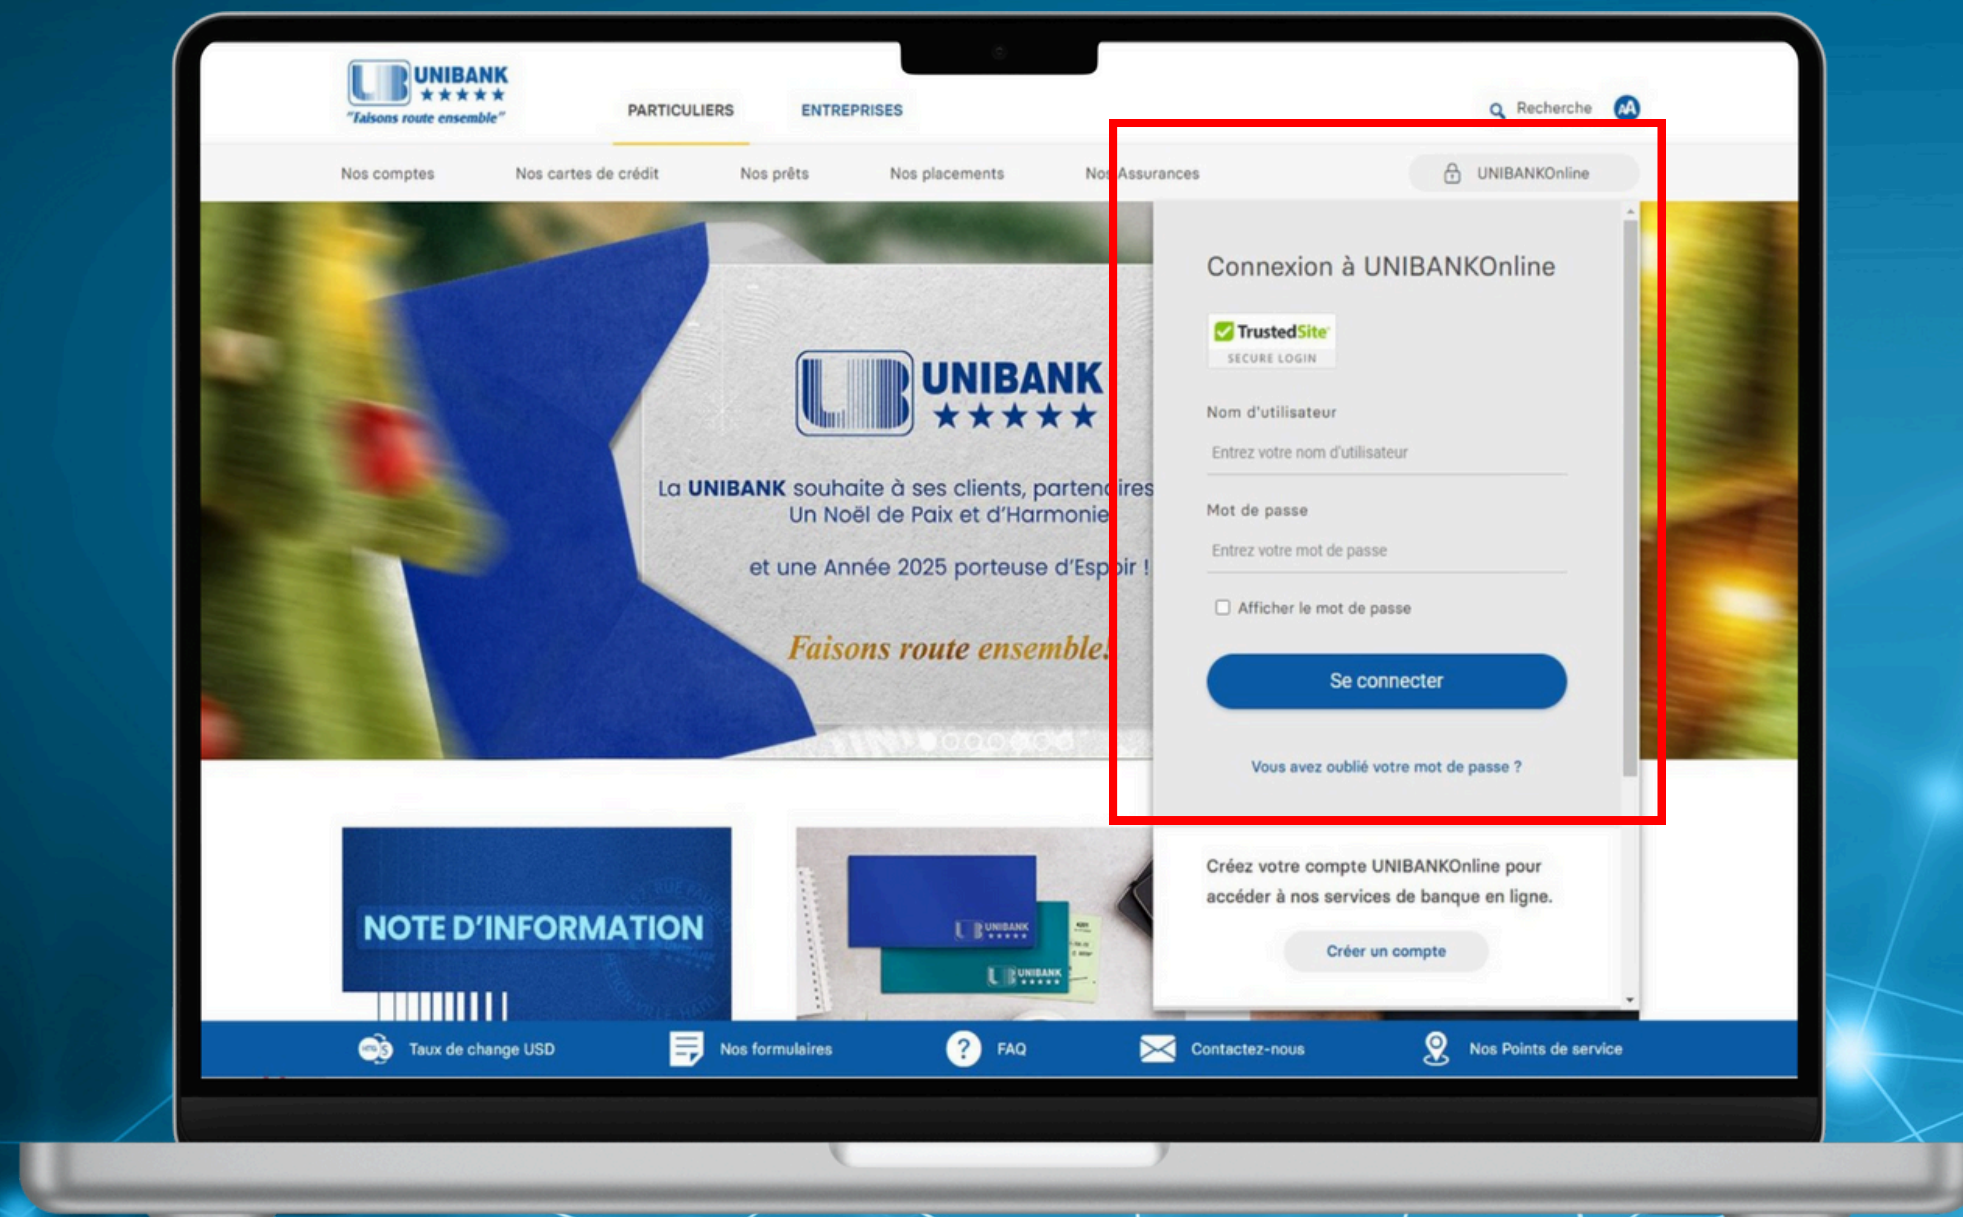 UNIBANK
"Faisons route ensemble"
PARTICULIERS
ENTREPRISES
Recherche
AA
Nos comptes
Nos cartes de crédit
Nos prêts
Nos placements
Nos Assurances
UNIBANKOnline
UNIBANK
La UNIBANK souhaite à ses clients, partenaires
Un Noël de Paix et d'Harmonie
et une Année 2025 porteuse d'Espoir !
Faisons route ensemble!
Connexion à UNIBANKOnline
TrustedSite
SECURE LOGIN
Nom d'utilisateur
Entrez votre nom d'utilisateur
Mot de passe
Entrez votre mot de passe
Afficher le mot de passe
Se connecter
Vous avez oublié votre mot de passe ?
Créez votre compte UNIBANKOnline pour
accéder à nos services de banque en ligne.
Créer un compte
NOTE D'INFORMATION
UNIBANK
UNIBANK
Taux de change USD
Nos formulaires
? FAQ
Contactez-nous
Nos Points de service